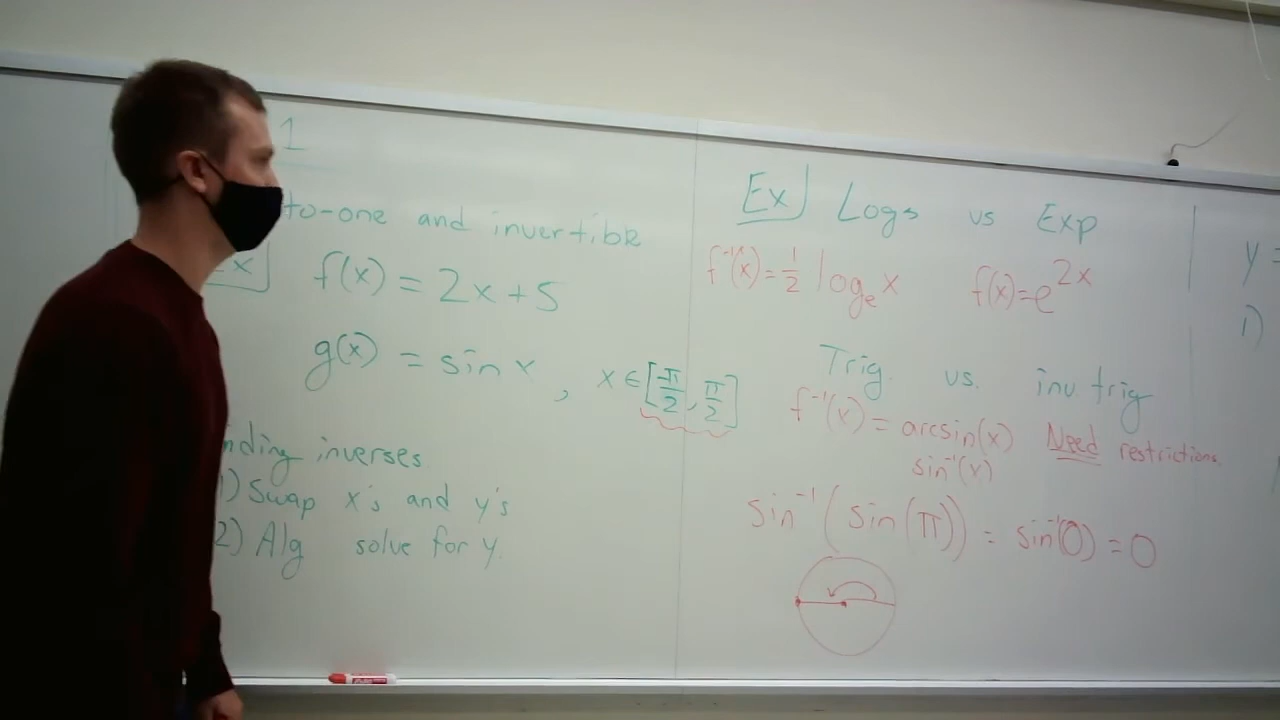 1
to-one and invertible
Ex
f(x) = 2x + 5
g(x) = sin x , x ∈ [-π/2, π/2]
nding inverses
1) Swap x's and y's
2) Alg solve for y.
Ex Logs vs Exp
f⁻¹(x) = 1/2 logₑ x f(x) = e^2x
Trig vs. inv trig
f⁻¹(x) = arcsin(x) Need restrictions.
sin⁻¹(x)
sin⁻¹(sin(π)) = sin⁻¹(0) = 0
y =
1)